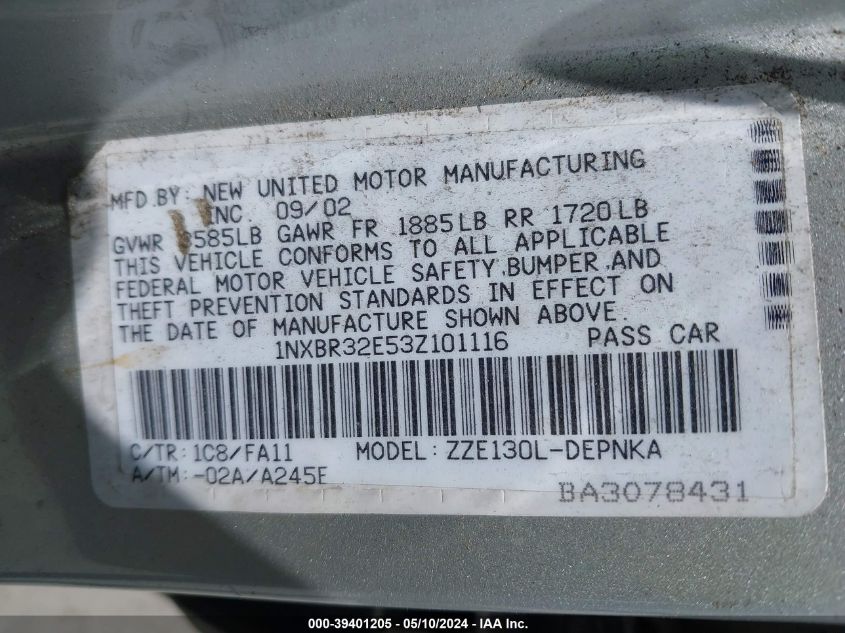 MFD.BY: NEW UNITED MOTOR MANUFACTURING
INC. 09/02
GVWR 585LB GAWR FR 1885LB RR 1720LB
THIS VEHICLE CONFORMS TO ALL APPLICABLE
FEDERAL MOTOR VEHICLE SAFETY,BUMPER,AND
THEFT PREVENTION STANDARDS IN EFFECT ON
THE DATE OF MANUFACTURE SHOWN ABOVE.
1NXBR32E53Z101116 PASS CAR
C/TR:1C8/FA11 MODEL:ZZE130L-DEPNKA
A/TM:-02A/A245E
BA3078431
000-39401205 - 05/10/2024 - IAA Inc.